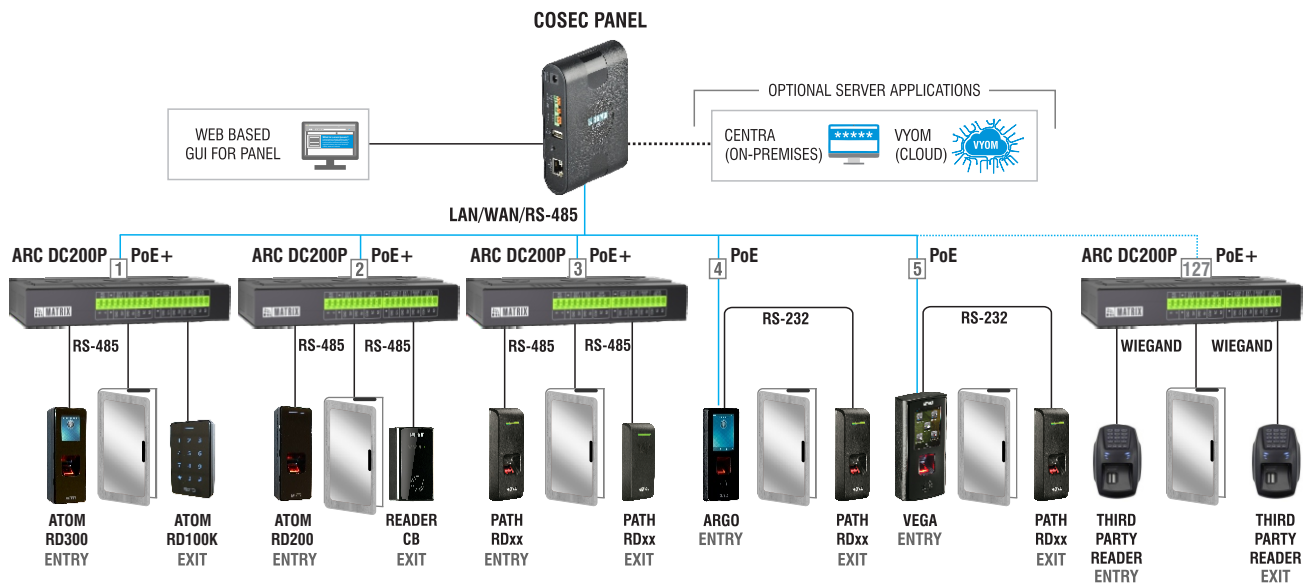 COSEC PANEL
OPTIONAL SERVER APPLICATIONS
WEB BASED
GUI FOR PANEL
CENTRA
(ON-PREMISES)
*****
VYOM
(CLOUD)
VYOM
LAN/WAN/RS-485
ARC DC200P 1 PoE+
ARC DC200P 2 PoE+
ARC DC200P 3 PoE+
4 PoE
5 PoE
ARC DC200P 127 PoE+
MATRIX
MATRIX
MATRIX
MATRIX
RS-485
RS-485
RS-485
RS-485
RS-485
RS-232
RS-232
WIEGAND
WIEGAND
ATOM
RD300
ENTRY
ATOM
RD100K
EXIT
ATOM
RD200
ENTRY
READER
CB
EXIT
PATH
RDxx
ENTRY
PATH
RDxx
EXIT
ARGO
ENTRY
PATH
RDxx
EXIT
VEGA
ENTRY
PATH
RDxx
EXIT
THIRD
PARTY
READER
ENTRY
THIRD
PARTY
READER
EXIT